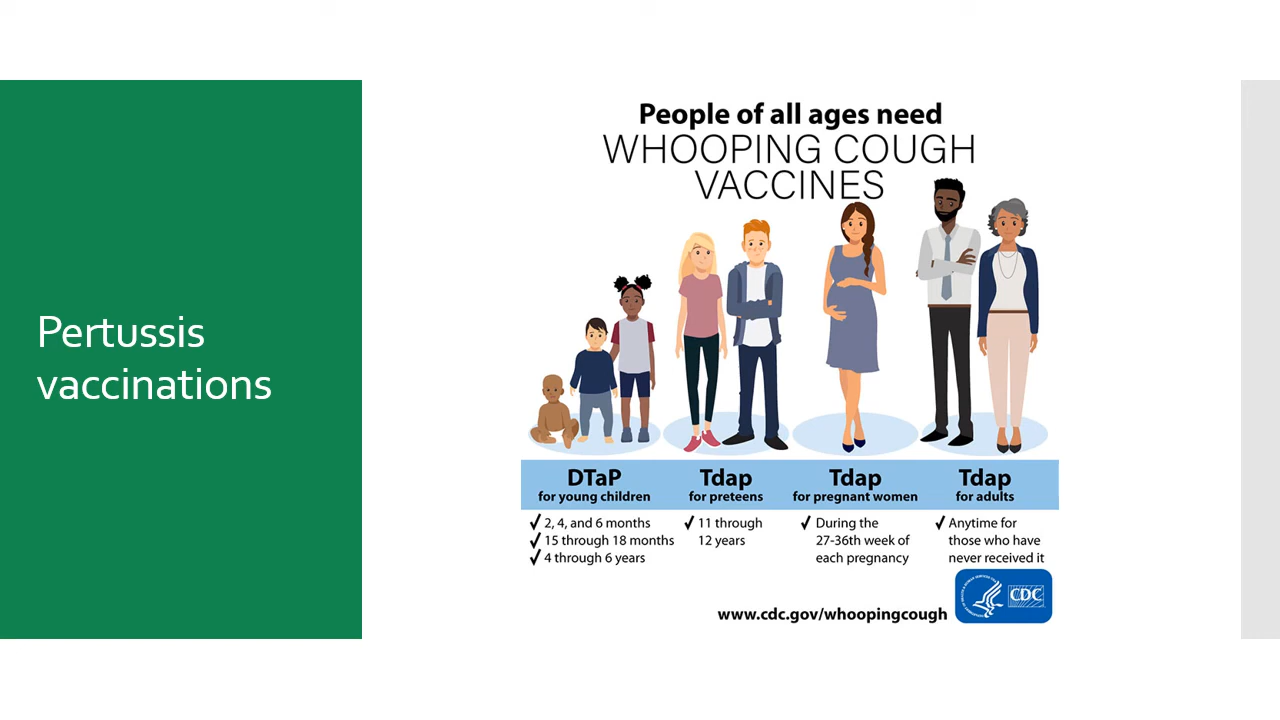 Pertussis
vaccinations
People of all ages need
WHOOPING COUGH
VACCINES
DTaP
for young children
✓ 2, 4, and 6 months
✓ 15 through 18 months
✓ 4 through 6 years
Tdap
for preteens
✓ 11 through
12 years
Tdap
for pregnant women
✓ During the
27-36th week of
each pregnancy
Tdap
for adults
✓ Anytime for
those who have
never received it
www.cdc.gov/whoopingcough
CDC